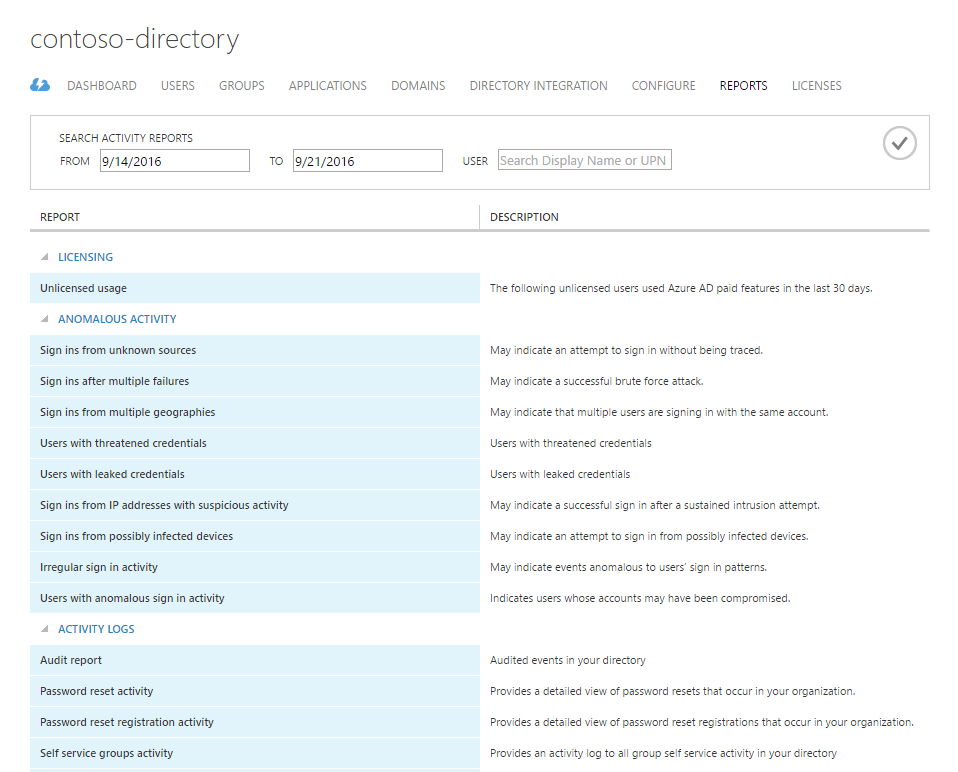 contoso-directory
DASHBOARD USERS GROUPS APPLICATIONS DOMAINS DIRECTORY INTEGRATION CONFIGURE REPORTS LICENSES
SEARCH ACTIVITY REPORTS
FROM 9/14/2016 TO 9/21/2016 USER Search Display Name or UPN
REPORT DESCRIPTION
LICENSING
Unlicensed usage The following unlicensed users used Azure AD paid features in the last 30 days.
ANOMALOUS ACTIVITY
Sign ins from unknown sources May indicate an attempt to sign in without being traced.
Sign ins after multiple failures May indicate a successful brute force attack.
Sign ins from multiple geographies May indicate that multiple users are signing in with the same account.
Users with threatened credentials Users with threatened credentials
Users with leaked credentials Users with leaked credentials
Sign ins from IP addresses with suspicious activity May indicate a successful sign in after a sustained intrusion attempt.
Sign ins from possibly infected devices May indicate an attempt to sign in from possibly infected devices.
Irregular sign in activity May indicate events anomalous to users' sign in patterns.
Users with anomalous sign in activity Indicates users whose accounts may have been compromised.
ACTIVITY LOGS
Audit report Audited events in your directory
Password reset activity Provides a detailed view of password resets that occur in your organization.
Password reset registration activity Provides a detailed view of password reset registrations that occur in your organization.
Self service groups activity Provides an activity log to all group self service activity in your directory